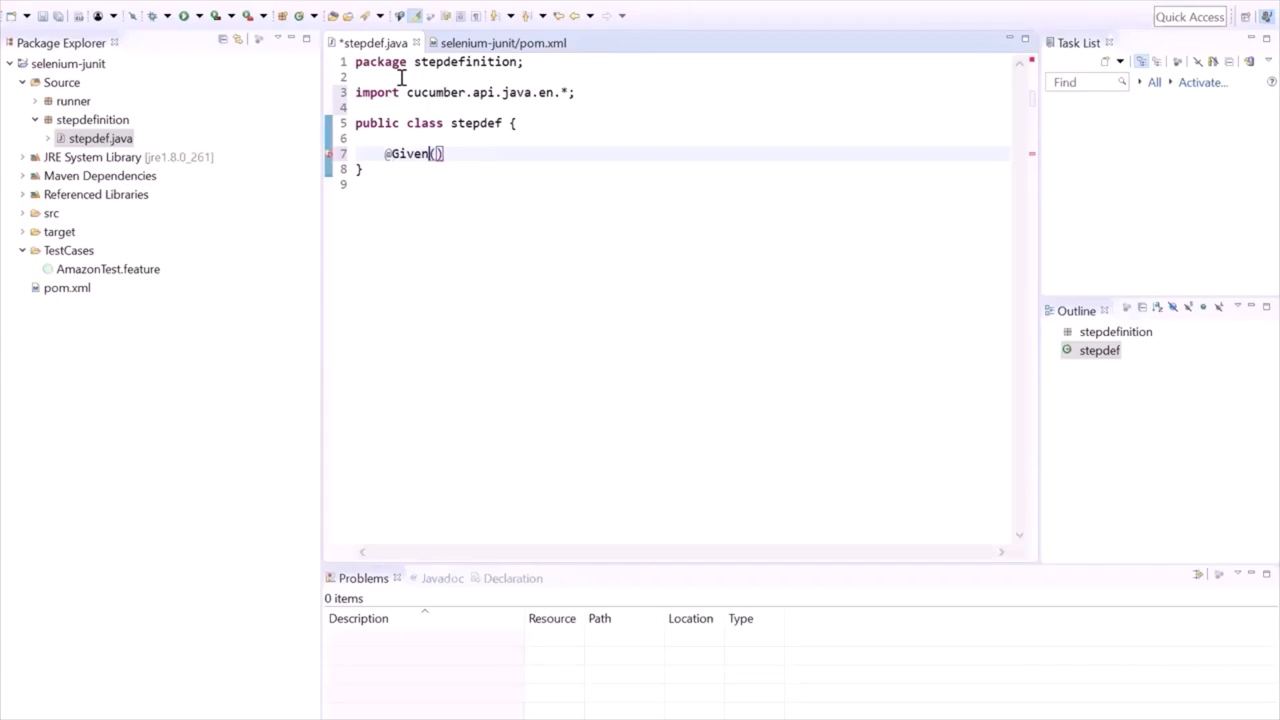 Quick Access
Package Explorer
selenium-junit
Source
runner
stepdefinition
stepdef.java
JRE System Library [jre1.8.0_261]
Maven Dependencies
Referenced Libraries
src
target
TestCases
AmazonTest.feature
pom.xml
*stepdef.java
selenium-junit/pom.xml
1 package stepdefinition;
2
3 import cucumber.api.java.en.*;
4
5 public class stepdef {
6
7 @Given()
8 }
9
Task List
Find
All
Activate...
Outline
stepdefinition
stepdef
Problems
Javadoc
Declaration
0 items
Description Resource Path Location Type